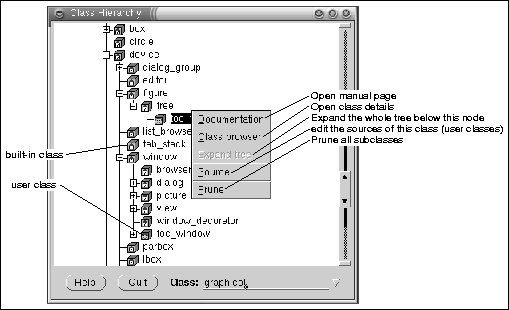 Class Hierarchy
box
circle
device
dialog_group
editor
figure
tree
toc_
Documentation
Class browser
Expand tree
Source
Prune
Open manual page
Open class details
Expand the whole tree below this node
edit the sources of this class (user classes)
Prune all subclasses
list_browser
built-in class
tab_stack
window
user class
browser
dialog
picture
view
window_decorator
toc_window
parbox
lbox
Help
Quit
Class:
graphical